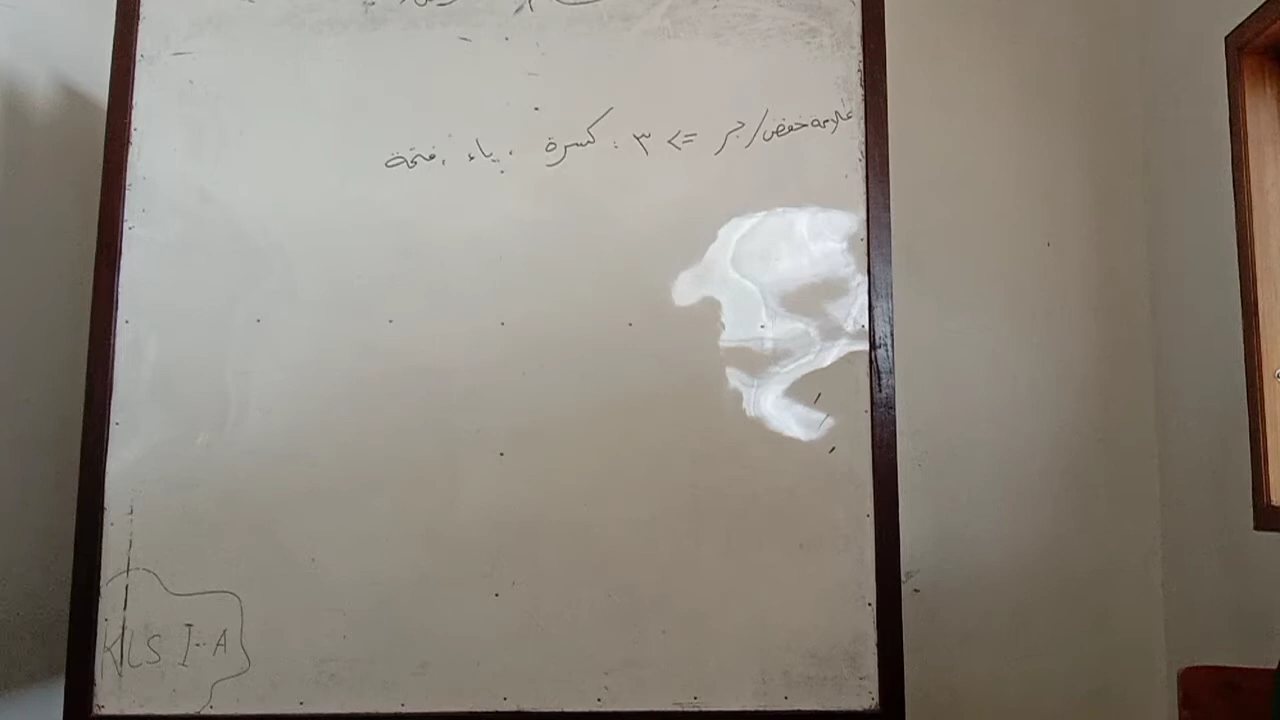 علامة خفض/جر => ٣ : كسرة ، ياء ، فتحة
KLS I-A